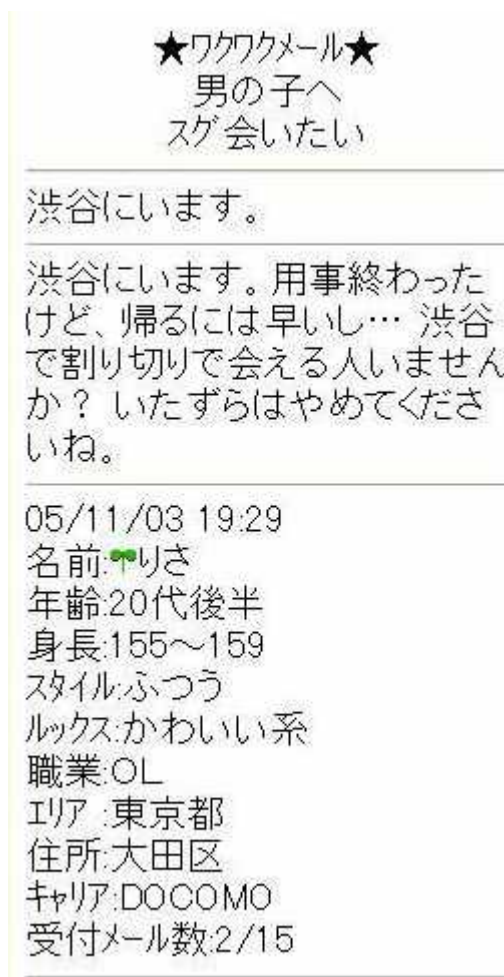 ★ワクワクメール★
男の子へ
スグ会いたい
渋谷にいます。
渋谷にいます。用事終わった
けど、帰るには早いし… 渋谷
で割り切りで会える人いません
か? いたずらはやめてくださ
いね。
05/11/03 19:29
名前:りさ
年齢:20代後半
身長:155～159
スタイル:ふつう
ルックス:かわいい系
職業:OL
エリア :東京都
住所:大田区
キャリア:DOCOMO
受付メール数:2/15